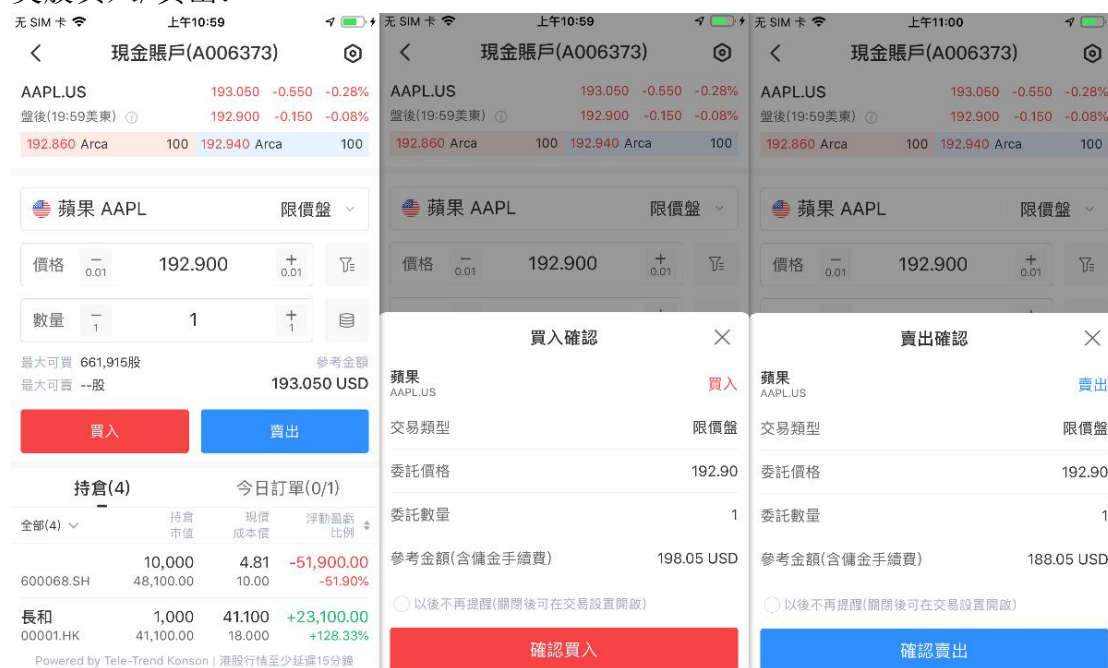 无 SIM 卡 上午10:59
現金賬戶(A006373)
AAPL.US 193.050 -0.550 -0.28%
盤後(19:59美東) 192.900 -0.150 -0.08%
192.860 Arca 100 192.940 Arca 100
蘋果 AAPL 限價盤
價格 − 0.01 192.900 + 0.01
數量 − 1 1 + 1
最大可買 661,915股 參考金額
最大可賣 --股 193.050 USD
買入 賣出
持倉(4) 今日訂單(0/1)
全部(4) 持倉 現價 浮動盈虧
市值 成本價 比例
10,000 4.81 -51,900.00
600068.SH 48,100.00 10.00 -51.90%
長和 1,000 41.100 +23,100.00
00001.HK 41,100.00 18.000 +128.33%
Powered by Tele-Trend Konson | 港股行情至少延遲15分鐘
无 SIM 卡 上午10:59
現金賬戶(A006373)
AAPL.US 193.050 -0.550 -0.28%
盤後(19:59美東) 192.900 -0.150 -0.08%
192.860 Arca 100 192.940 Arca 100
蘋果 AAPL 限價盤
價格 − 0.01 192.900 + 0.01
買入確認
蘋果 買入
AAPL.US
交易類型 限價盤
委託價格 192.90
委託數量 1
參考金額(含傭金手續費) 198.05 USD
以後不再提醒(關閉後可在交易設置開啟)
確認買入
无 SIM 卡 上午11:00
現金賬戶(A006373)
AAPL.US 193.050 -0.550 -0.28%
盤後(19:59美東) 192.900 -0.150 -0.08%
192.860 Arca 100 192.940 Arca 100
蘋果 AAPL 限價盤
價格 − 0.01 192.900 + 0.01
賣出確認
蘋果 賣出
AAPL.US
交易類型 限價盤
委託價格 192.90
委託數量 1
參考金額(含傭金手續費) 188.05 USD
以後不再提醒(關閉後可在交易設置開啟)
確認賣出